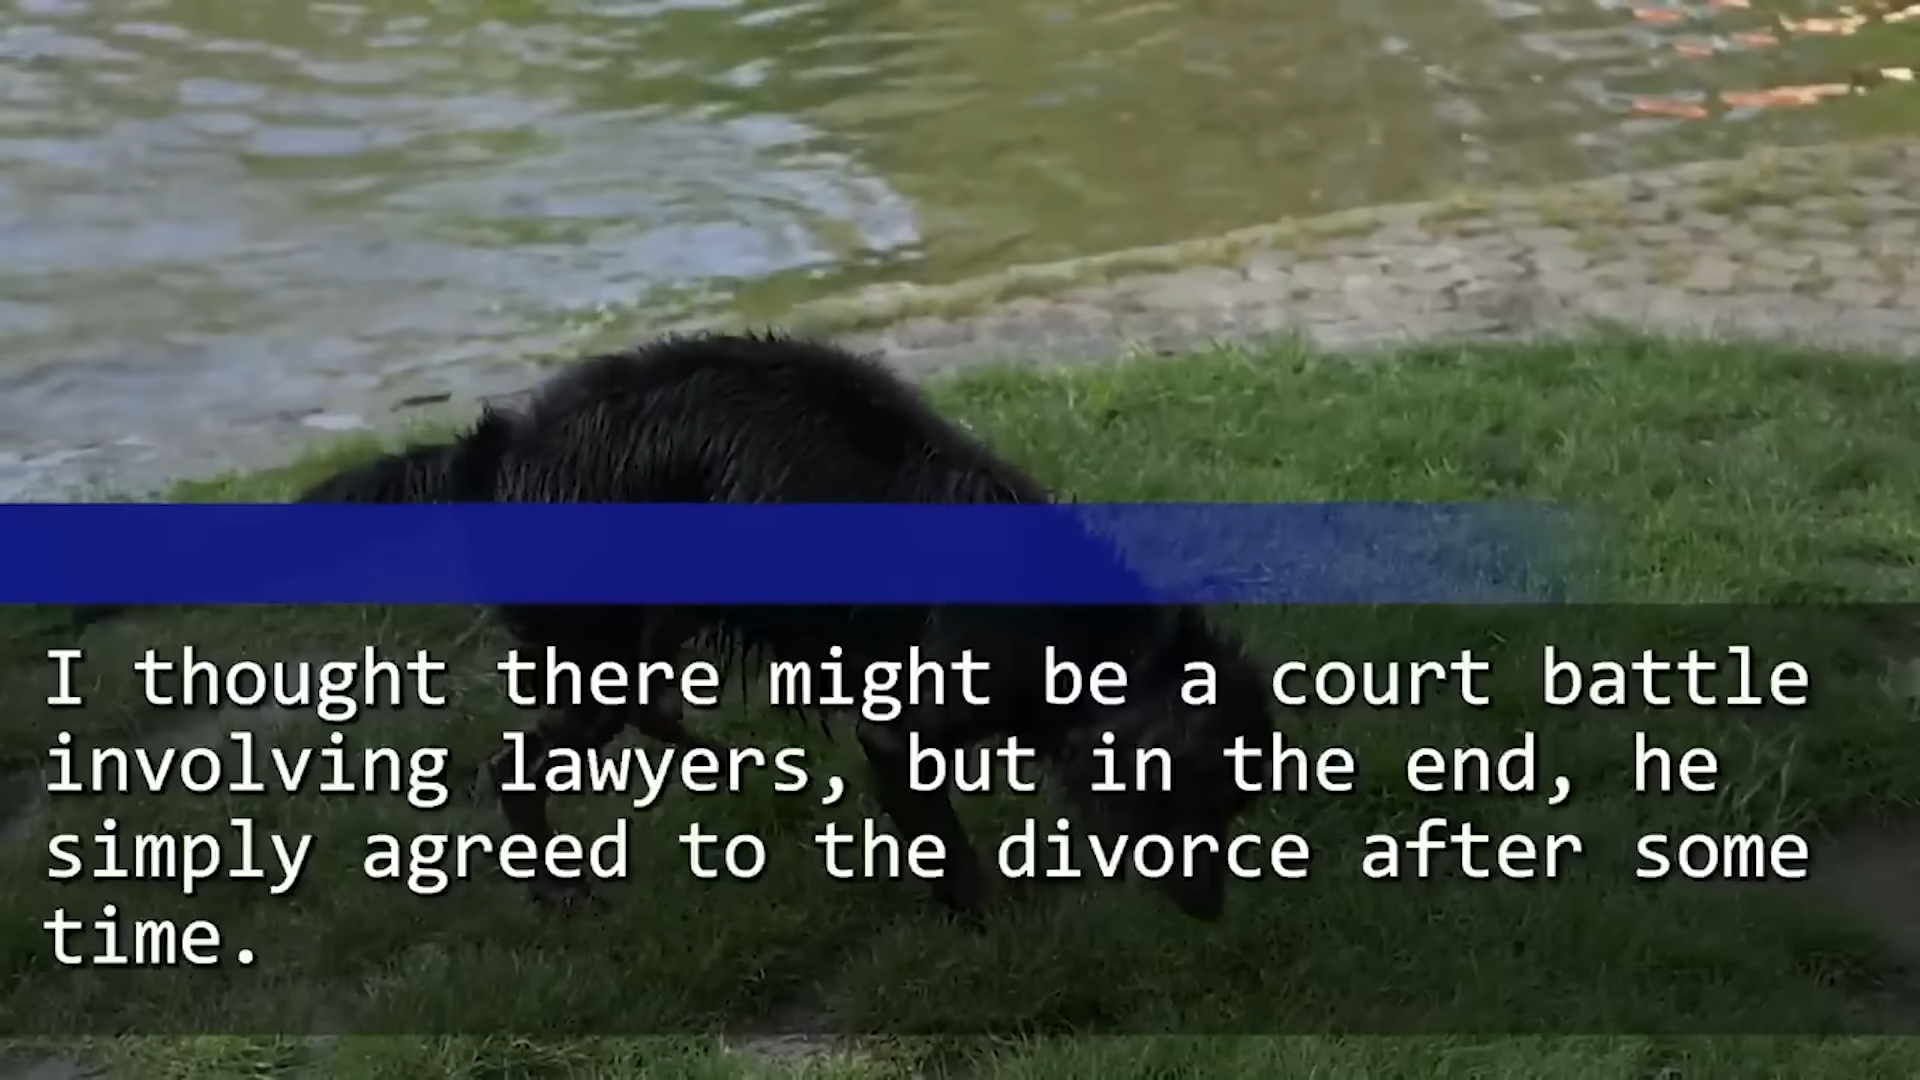 I thought there might be a court battle
involving lawyers, but in the end, he
simply agreed to the divorce after some
time.